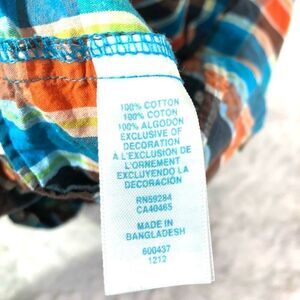 100% COTTON
100% COTON
100% ALGODON
EXCLUSIVE OF
DECORATION
À L'EXCLUSION DE
L'ORNEMENT
EXCLUYENDO LA
DECORACIÓN
RN59284
CA40465
MADE IN
BANGLADESH
600437
1212